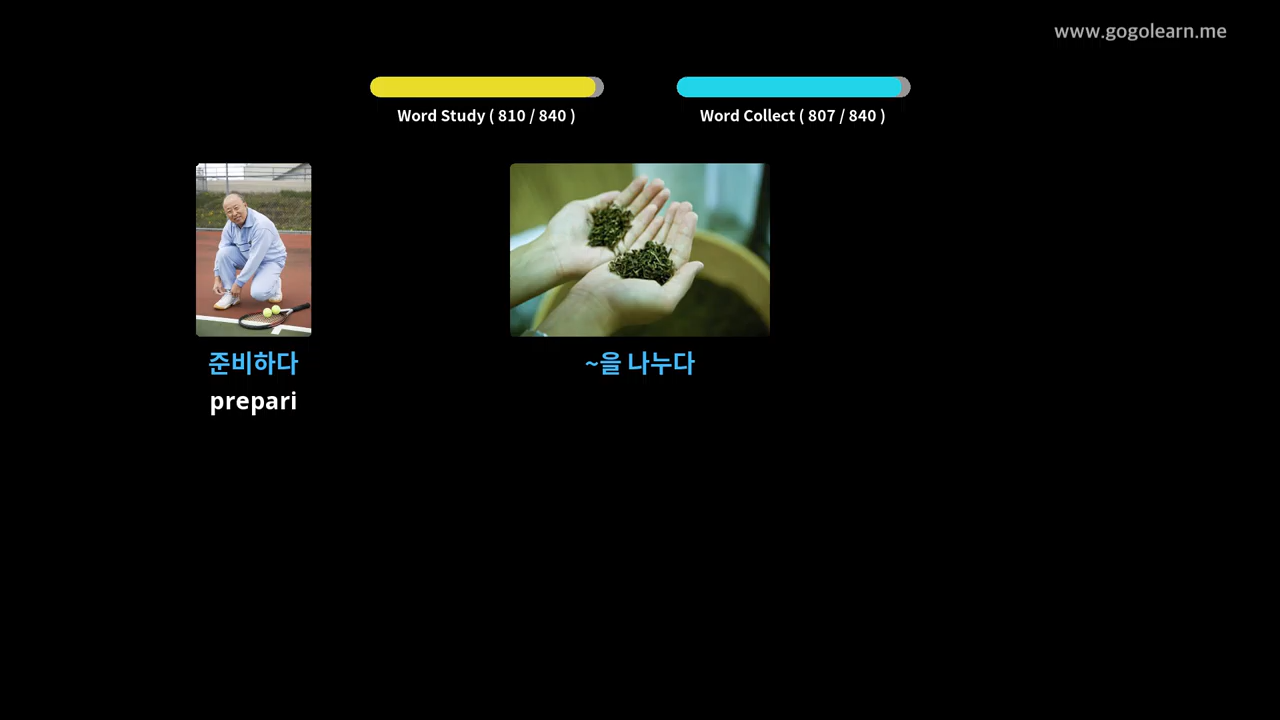 www.gogolearn.me
Word Study ( 810 / 840 )
Word Collect ( 807 / 840 )
준비하다
prepari
~을 나누다